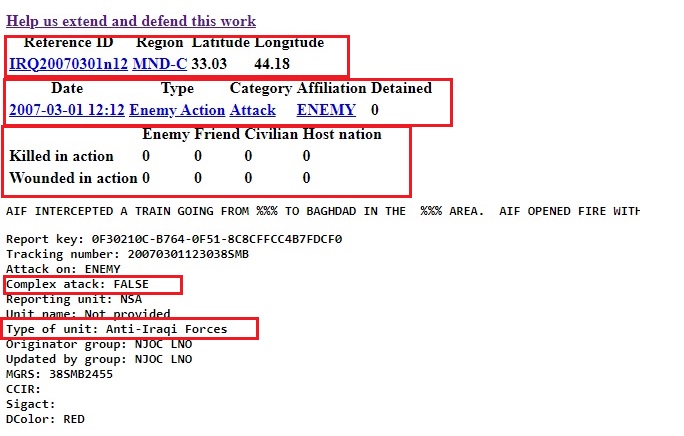 Help us extend and defend this work
Reference ID Region Latitude Longitude
IRQ20070301n12 MND-C 33.03 44.18
Date Type Category Affiliation Detained
2007-03-01 12:12 Enemy Action Attack ENEMY 0
Enemy Friend Civilian Host nation
Killed in action 0 0 0 0
Wounded in action 0 0 0 0
AIF INTERCEPTED A TRAIN GOING FROM %%% TO BAGHDAD IN THE %%% AREA. AIF OPENED FIRE WITH
Report key: 0F30210C-B764-0F51-8C8CFFCC4B7FDCF0
Tracking number: 20070301123038SMB
Attack on: ENEMY
Complex atack: FALSE
Reporting unit: NSA
Unit name: Not provided
Type of unit: Anti-Iraqi Forces
Originator group: NJOC LNO
Updated by group: NJOC LNO
MGRS: 38SMB2455
CCIR:
Sigact:
DColor: RED